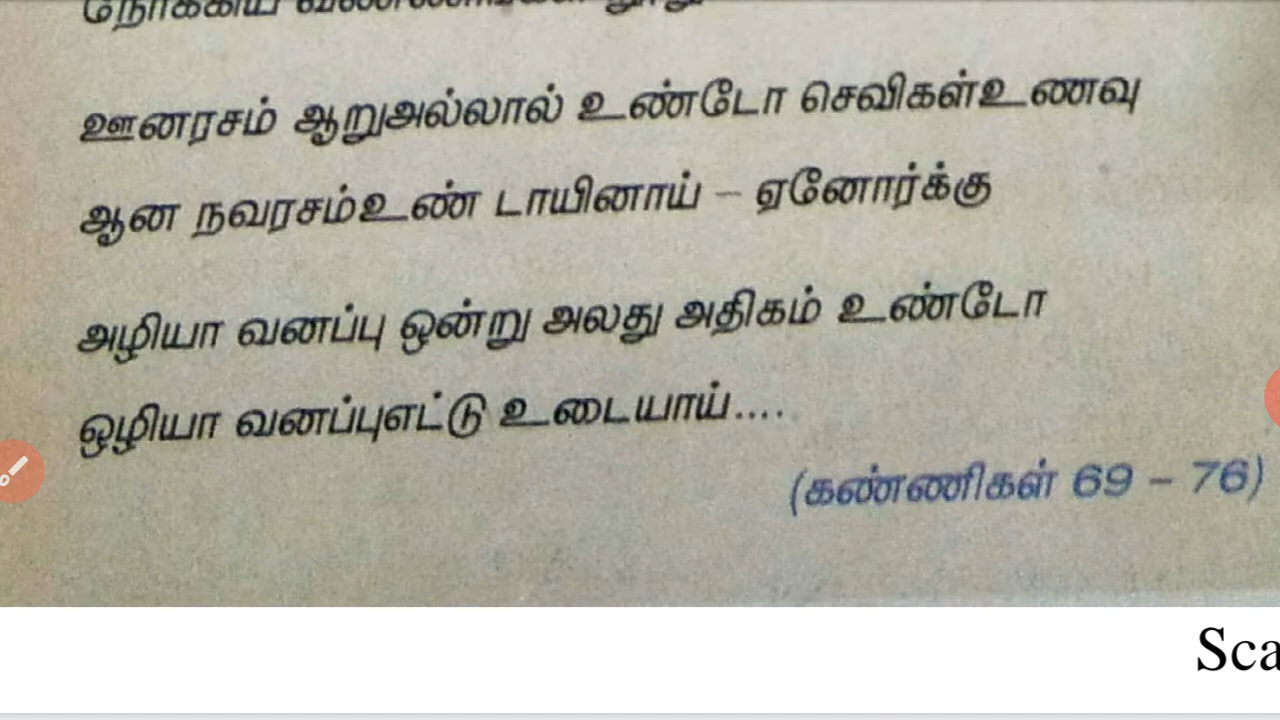 ஊனரசம் ஆறுஅல்லால் உண்டோ செவிகள்உணவு
ஆன நவரசம்உண் டாயினாய் – ஏனோர்க்கு
அழியா வனப்பு ஒன்று அலது அதிகம் உண்டோ
ஒழியா வனப்புஎட்டு உடையாய்....
(கண்ணிகள் 69 – 76)